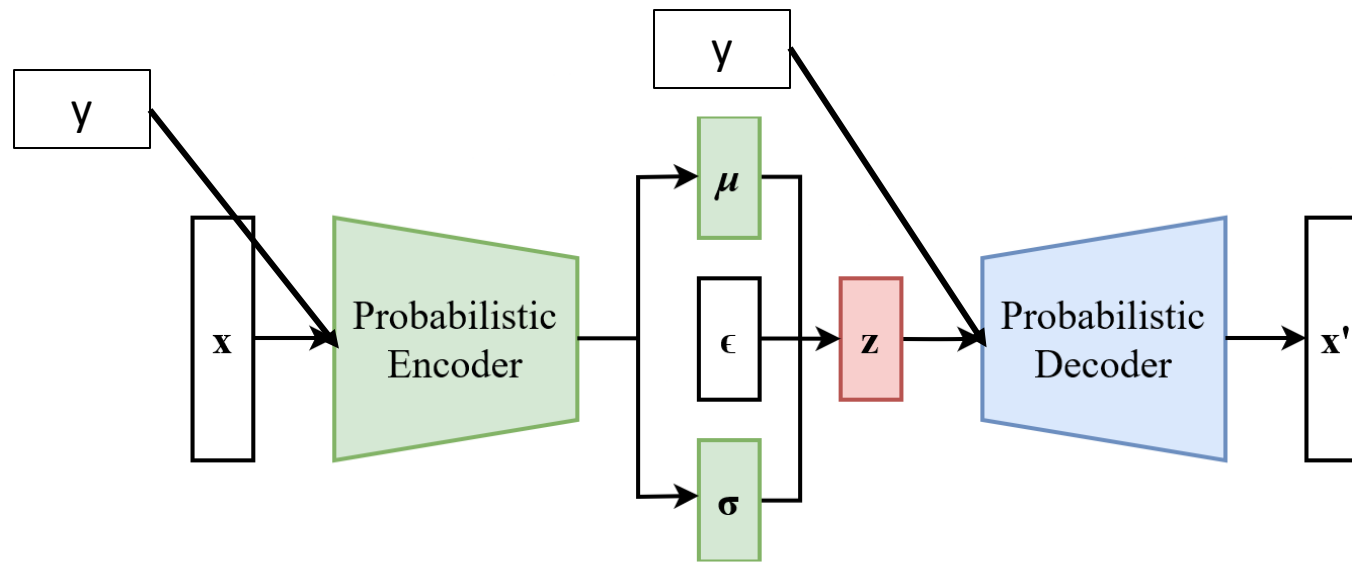 y
y
x
Probabilistic
Encoder
μ
ϵ
σ
z
Probabilistic
Decoder
x'